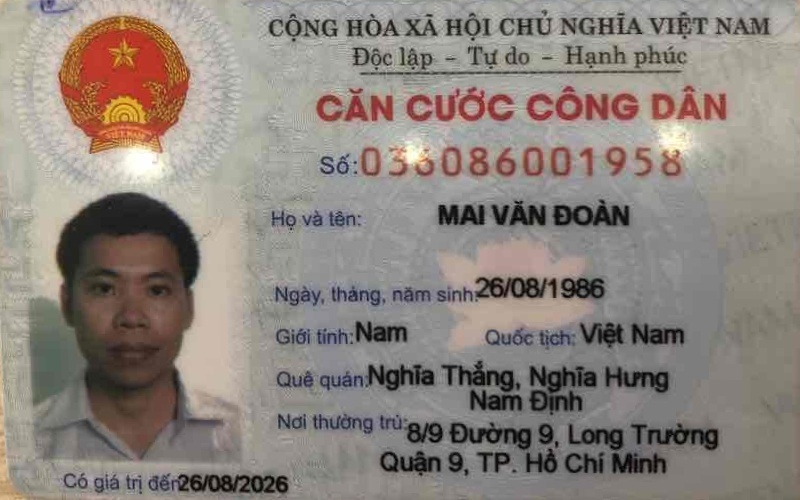 CỘNG HÒA XÃ HỘI CHỦ NGHĨA VIỆT NAM
Độc lập - Tự do - Hạnh phúc
CĂN CƯỚC CÔNG DÂN
Số: 036086001958
Họ và tên: MAI VĂN ĐOÀN
Ngày, tháng, năm sinh: 26/08/1986
Giới tính: Nam Quốc tịch: Việt Nam
Quê quán: Nghĩa Thắng, Nghĩa Hưng
Nam Định
Nơi thường trú: 8/9 Đường 9, Long Trường
Quận 9, TP. Hồ Chí Minh
Có giá trị đến 26/08/2026
VIỆT NAM